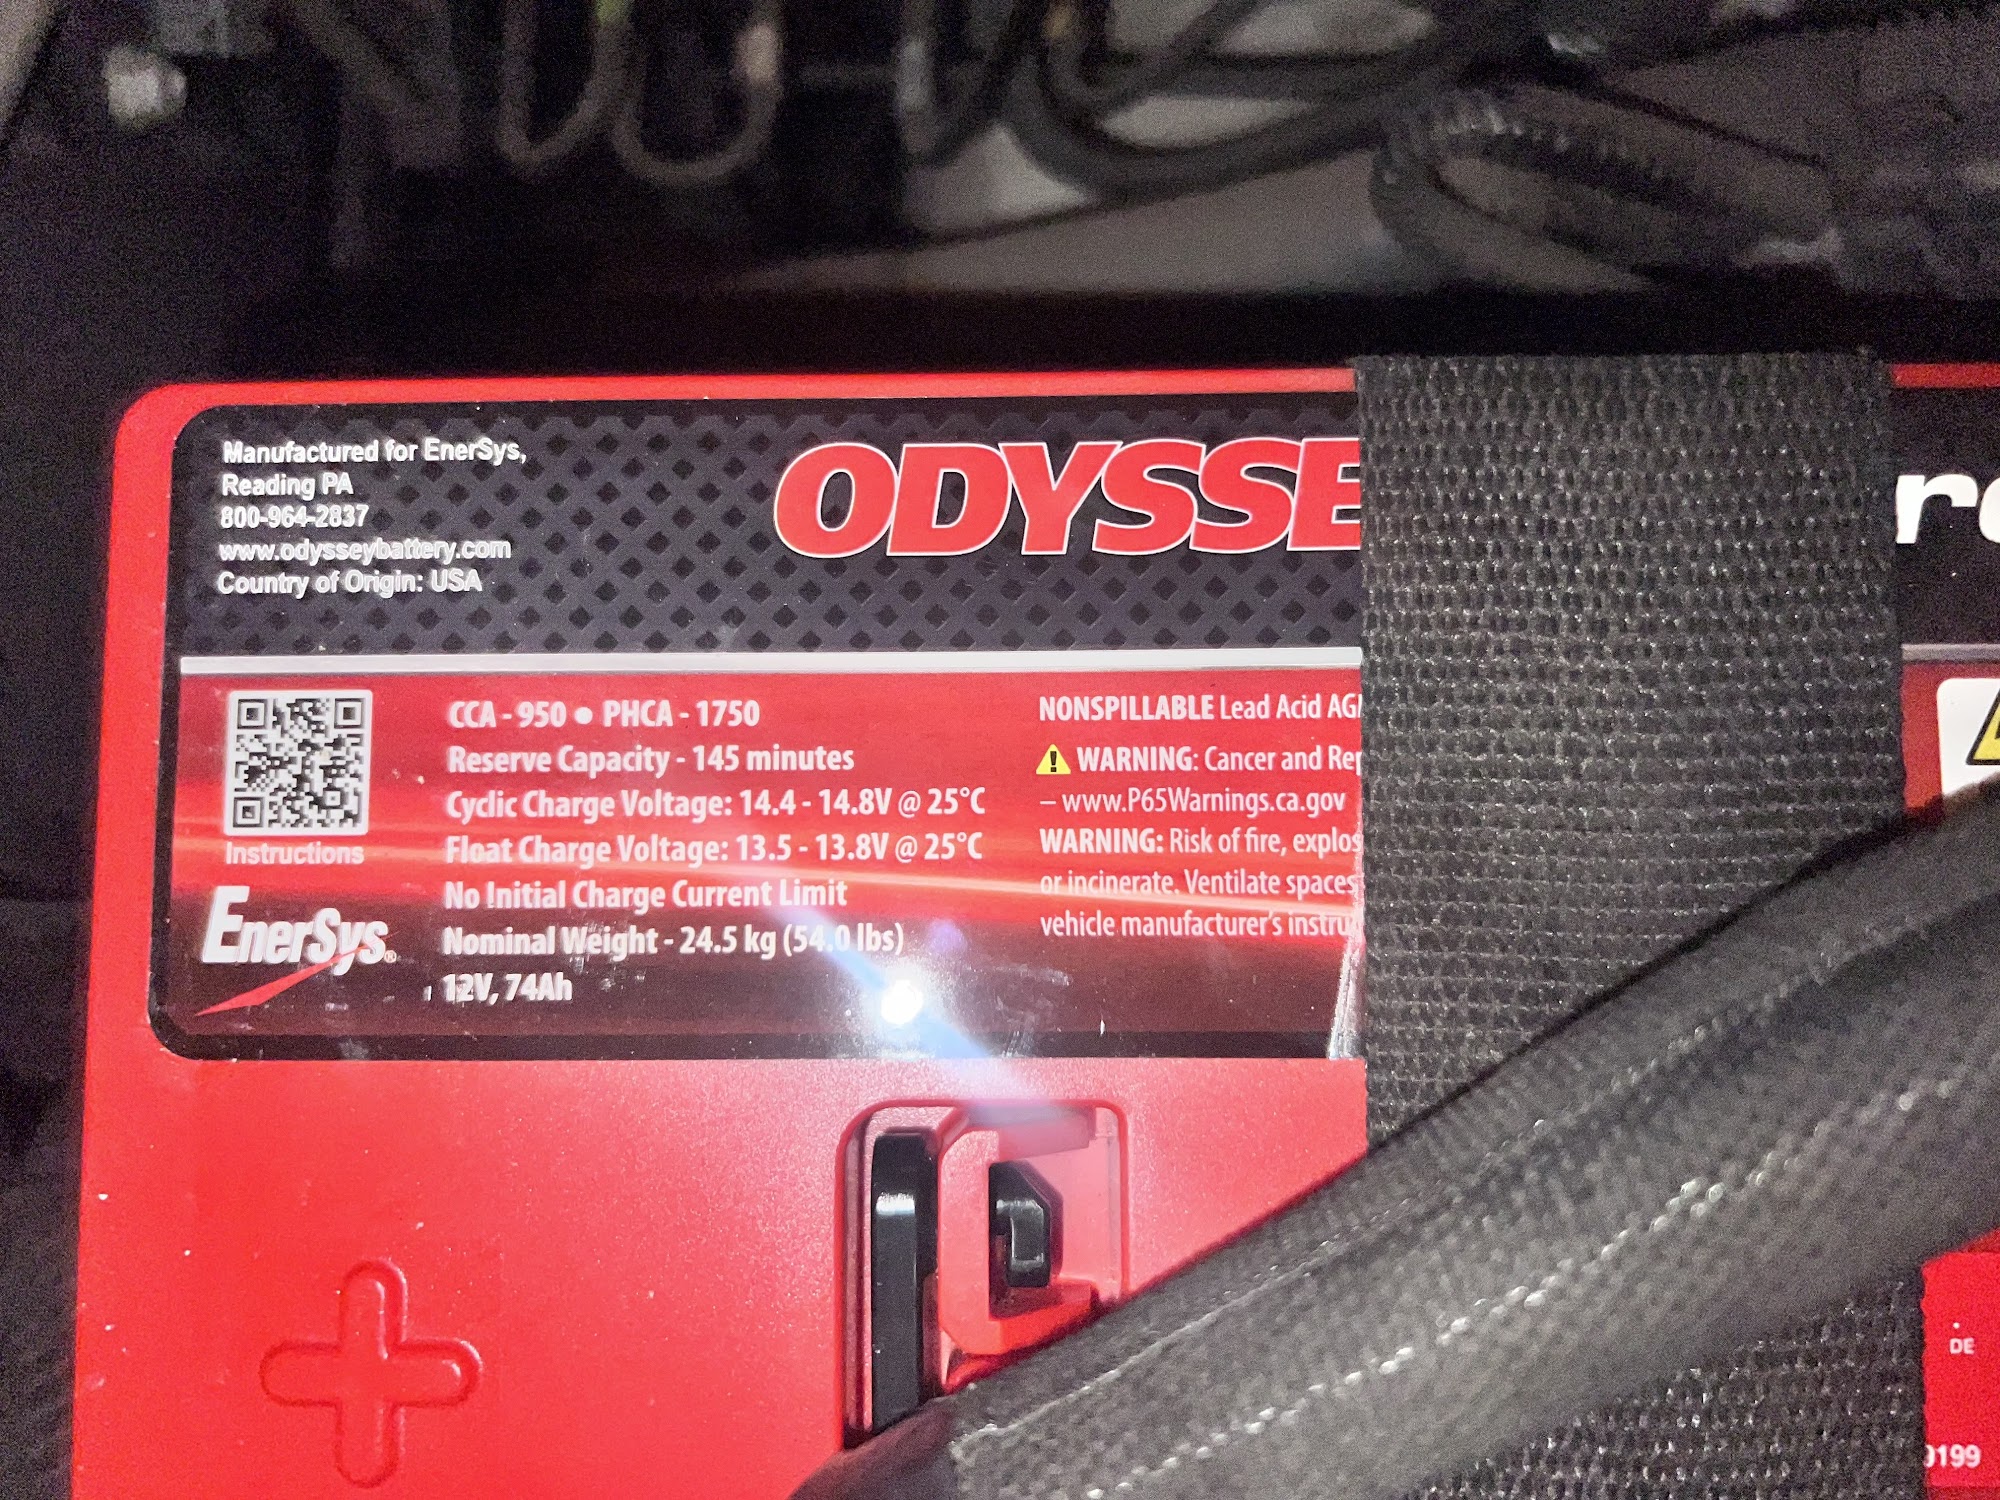 Manufactured for EnerSys,
Reading PA
800-964-2837
www.odysseybattery.com
Country of Origin: USA
ODYSSE
Instructions
EnerSys®
CCA - 950 ● PHCA - 1750
Reserve Capacity - 145 minutes
Cyclic Charge Voltage: 14.4 - 14.8V @ 25°C
Float Charge Voltage: 13.5 - 13.8V @ 25°C
No Initial Charge Current Limit
Nominal Weight - 24.5 kg (54.0 lbs)
12V, 74Ah
NONSPILLABLE Lead Acid
WARNING: Cancer and
– www.P65Warnings.ca.gov
WARNING: Risk of fire,
or incinerate. Ventilate spaces
vehicle manufacturer's
DE